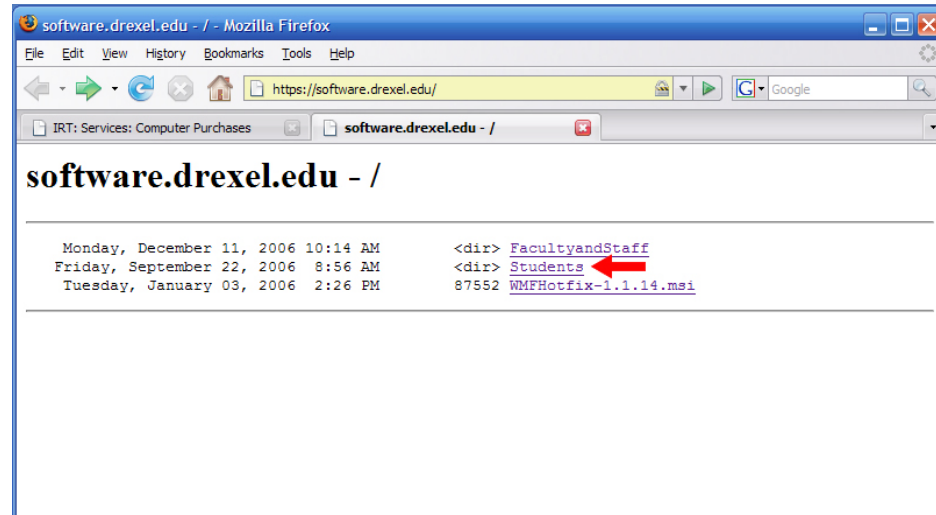 software.drexel.edu - / - Mozilla Firefox
File Edit View History Bookmarks Tools Help
https://software.drexel.edu/ G Google
IRT: Services: Computer Purchases software.drexel.edu - /
software.drexel.edu - /
Monday, December 11, 2006 10:14 AM <dir> FacultyandStaff
Friday, September 22, 2006 8:56 AM <dir> Students
Tuesday, January 03, 2006 2:26 PM 87552 WMFHotfix-1.1.14.msi